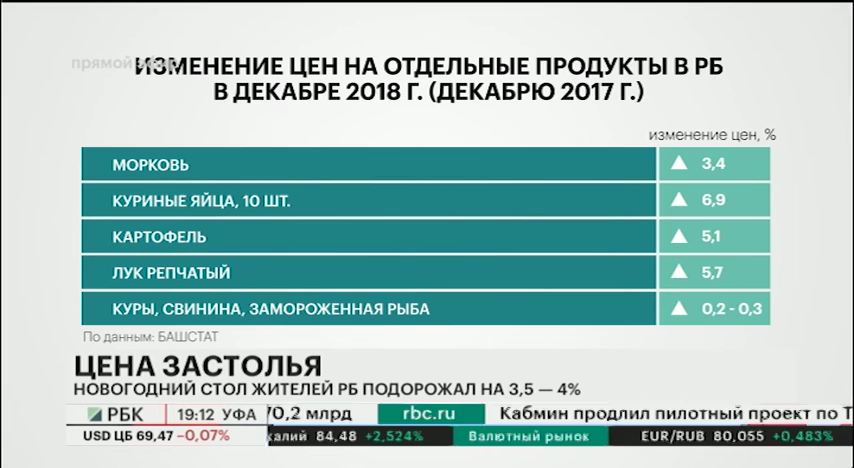 прямой эфир
ИЗМЕНЕНИЕ ЦЕН НА ОТДЕЛЬНЫЕ ПРОДУКТЫ В РБ
В ДЕКАБРЕ 2018 Г. (ДЕКАБРЮ 2017 Г.)
изменение цен, %
МОРКОВЬ ▲ 3,4
КУРИНЫЕ ЯЙЦА, 10 ШТ. ▲ 6,9
КАРТОФЕЛЬ ▲ 5,1
ЛУК РЕПЧАТЫЙ ▲ 5,7
КУРЫ, СВИНИНА, ЗАМОРОЖЕННАЯ РЫБА ▲ 0,2 - 0,3
По данным: БАШСТАТ
ЦЕНА ЗАСТОЛЬЯ
НОВОГОДНИЙ СТОЛ ЖИТЕЛЕЙ РБ ПОДОРОЖАЛ НА 3,5 — 4%
РБК 19:12 УФА 70,2 млрд rbc.ru Кабмин продлил пилотный проект по T
USD ЦБ 69,47 -0,07% калий 84,48 +2,524% Валютный рынок EUR/RUB 80,055 +0,483%